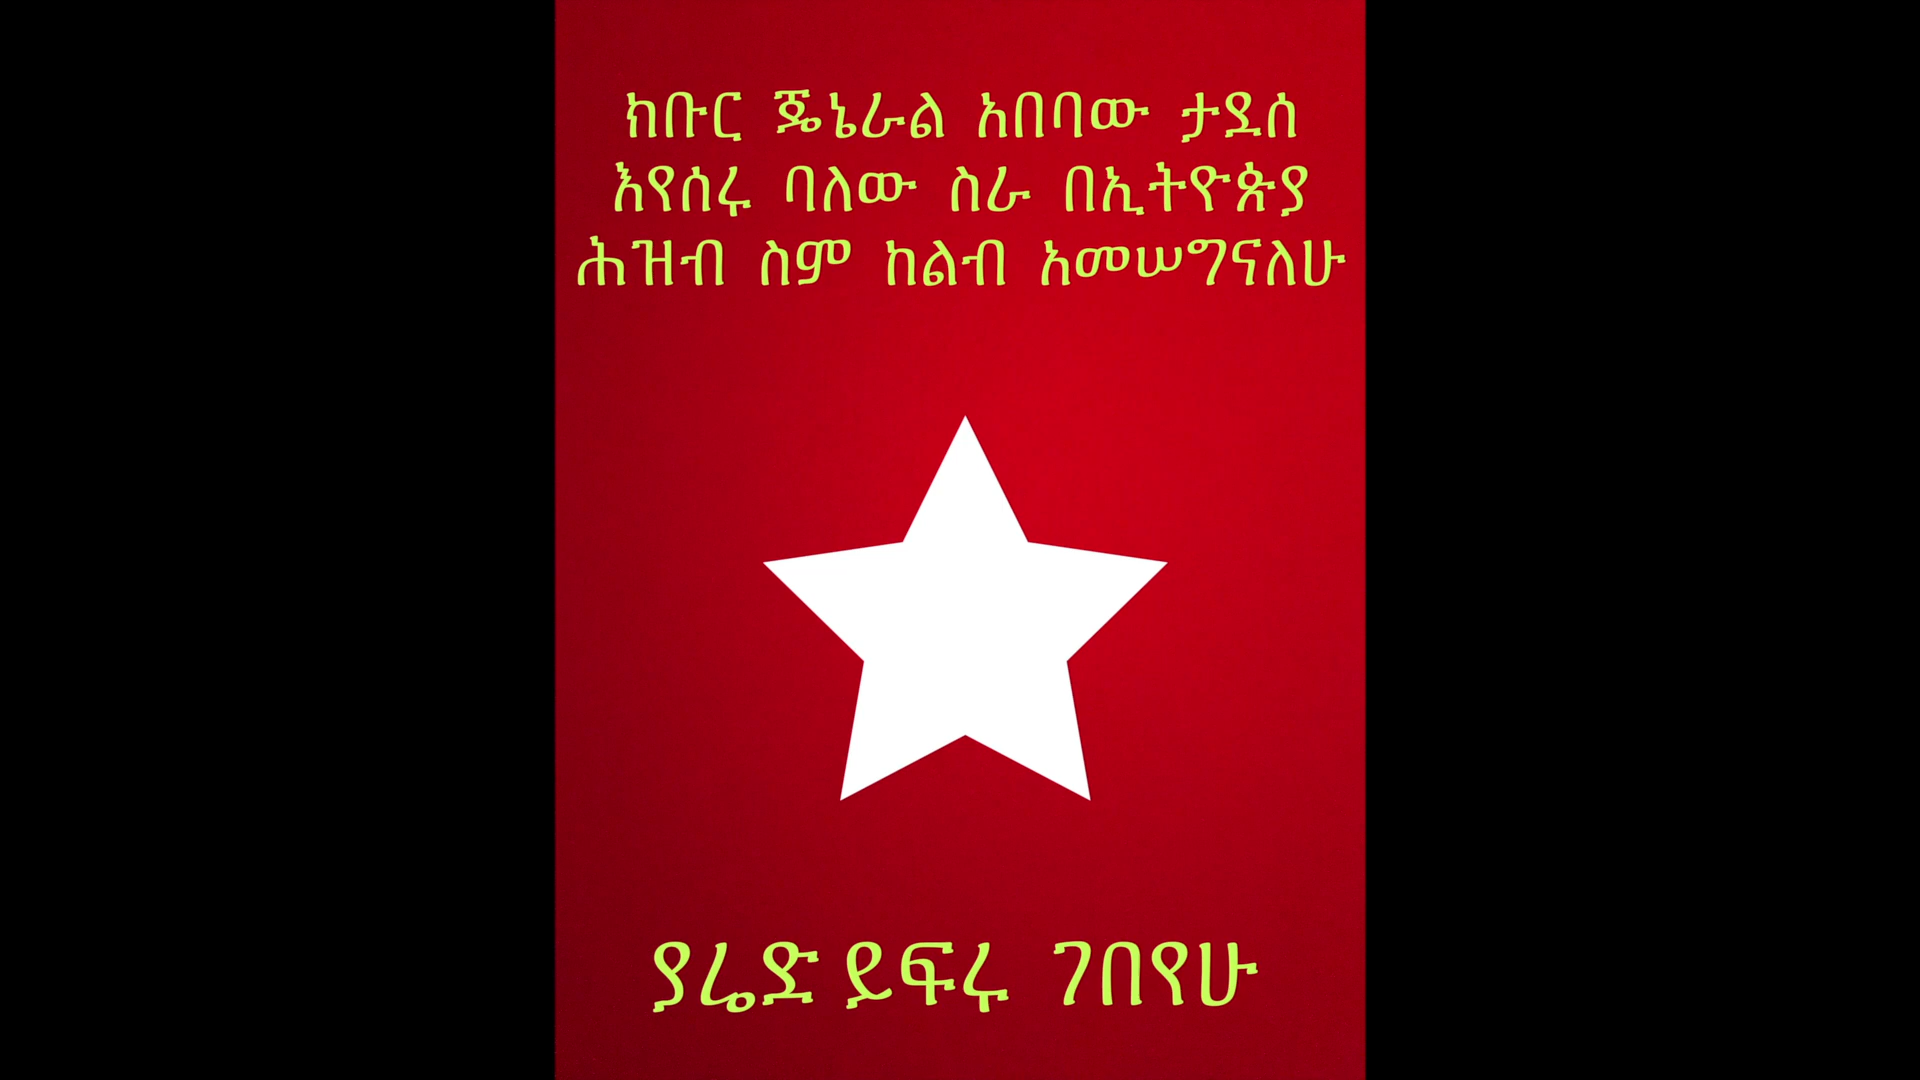 ክቡር ጄኔራል አበባው ታደሰ
እየሰሩ ባለው ስራ በኢትዮጵያ
ሕዝብ ስም ከልብ አመሠግናለሁ
ያሬድ ይፍሩ ገበየሁ